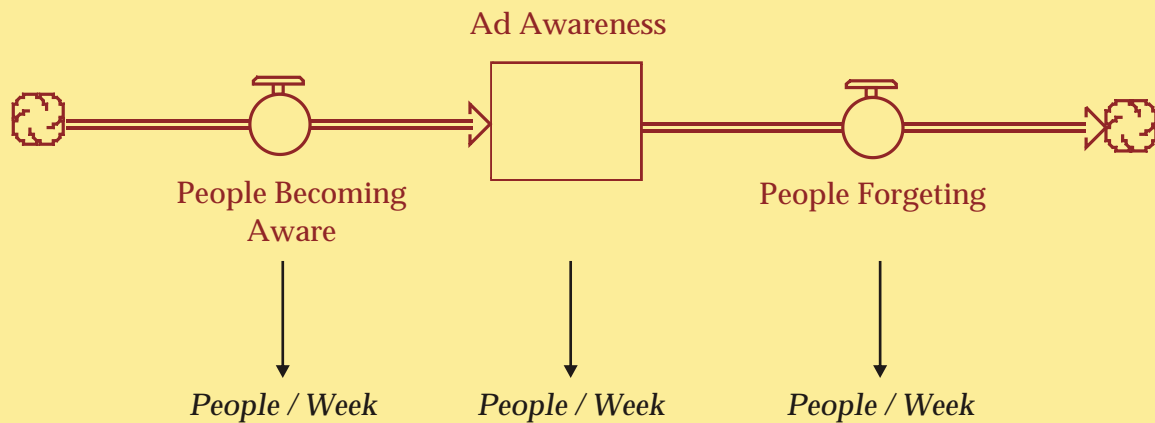 Ad Awareness
People Becoming
Aware
People Forgeting
People / Week
People / Week
People / Week